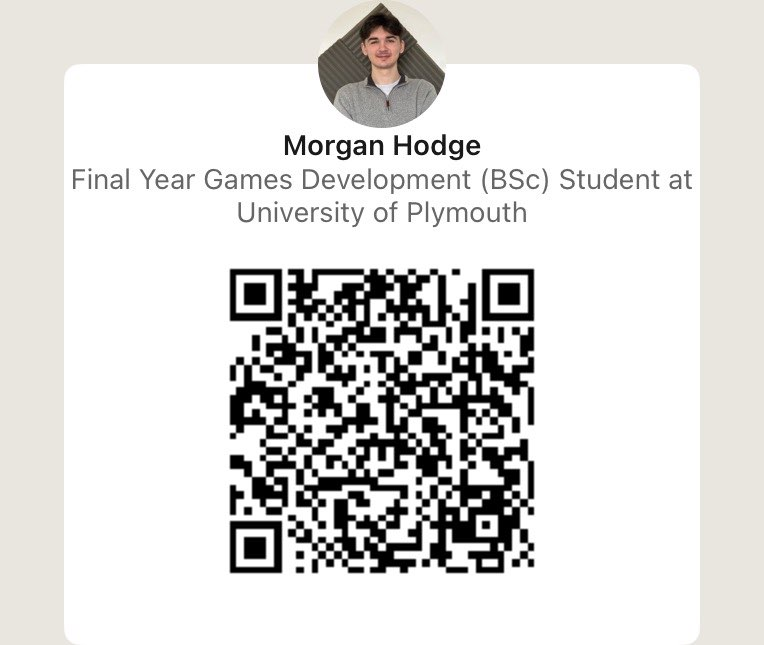 Morgan Hodge
Final Year Games Development (BSc) Student at
University of Plymouth